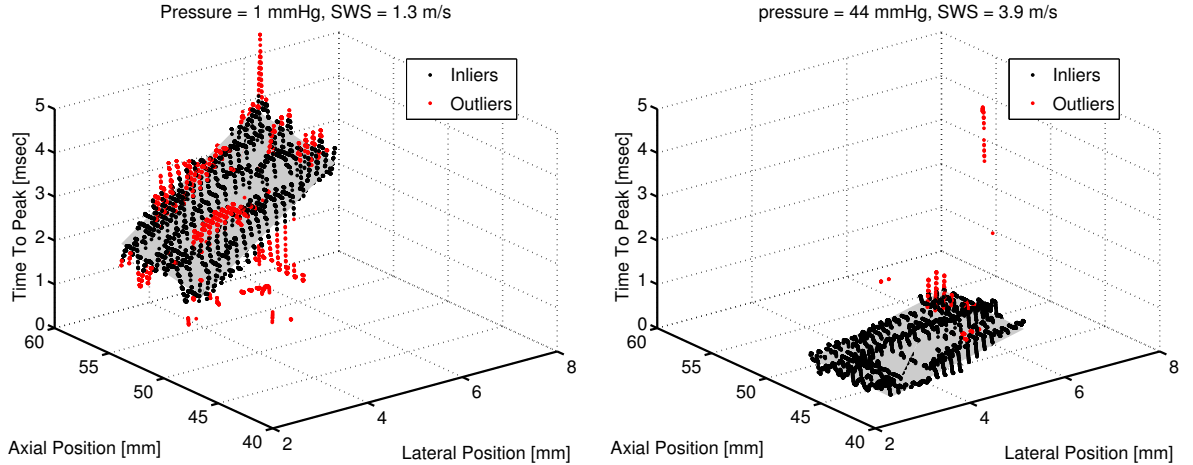 Pressure = 1 mmHg, SWS = 1.3 m/s
Inliers
Outliers
5
4
3
2
1
0
Time To Peak [msec]
60
55
50
45
40
Axial Position [mm]
2
4
6
8
Lateral Position [mm]
pressure = 44 mmHg, SWS = 3.9 m/s
Inliers
Outliers
5
4
3
2
1
0
Time To Peak [msec]
60
55
50
45
40
Axial Position [mm]
2
4
6
8
Lateral Position [mm]